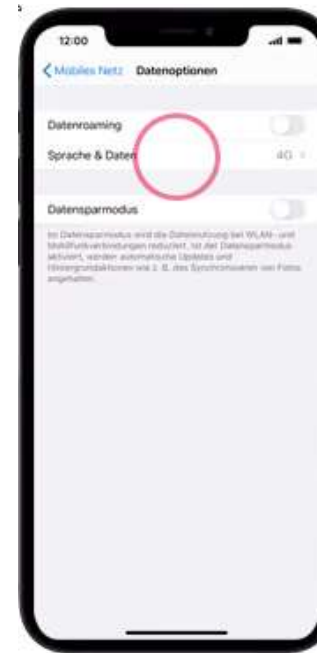 12:00
Mobiles Netz Datenoptionen
Datenroaming
Sprache & Daten 4G
Datensparmodus
Im Datensparmodus wird die Datennutzung bei WLAN- und
Mobilfunkverbindungen reduziert. Ist der Datensparmodus
aktiviert, werden automatische Updates und
Hintergrundaktionen wie z. B. das Synchronisieren von Fotos
angehalten.